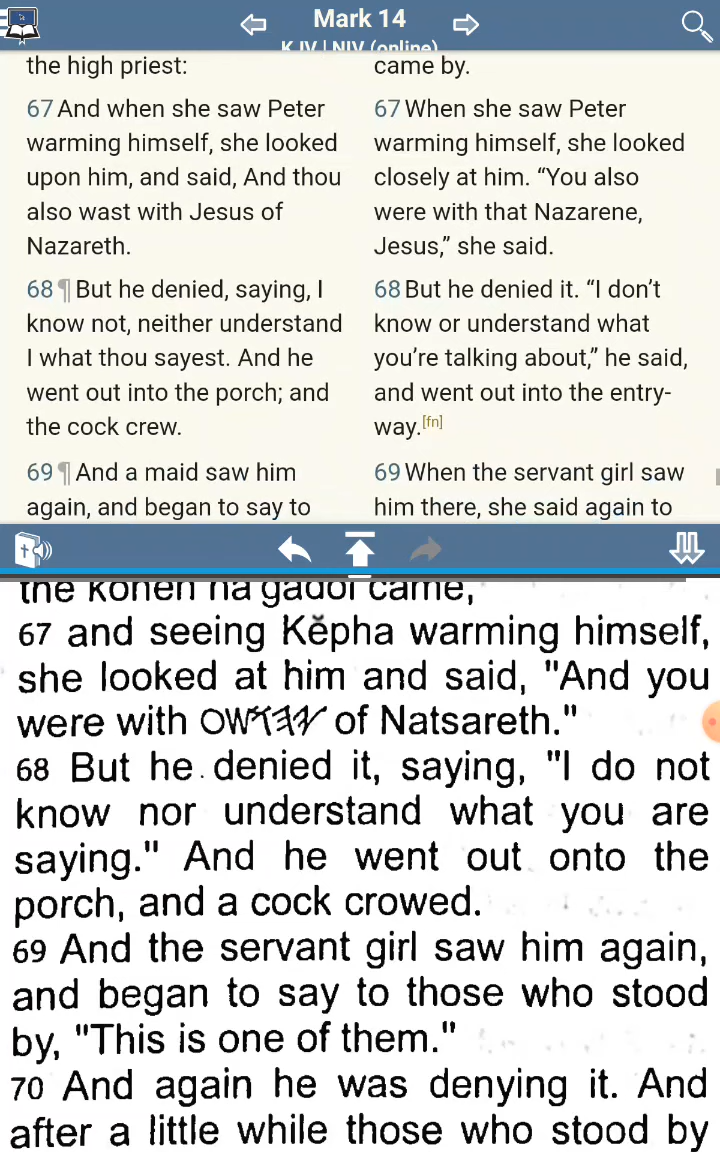 Mark 14
KJV | NIV (online)
the high priest:
67 And when she saw Peter
warming himself, she looked
upon him, and said, And thou
also wast with Jesus of
Nazareth.
68 ¶ But he denied, saying, I
know not, neither understand
I what thou sayest. And he
went out into the porch; and
the cock crew.
69 ¶ And a maid saw him
again, and began to say to
came by.
67 When she saw Peter
warming himself, she looked
closely at him. “You also
were with that Nazarene,
Jesus,” she said.
68 But he denied it. “I don’t
know or understand what
you’re talking about,” he said,
and went out into the entry-
way.[fn]
69 When the servant girl saw
him there, she said again to
the kohen ha gadol came,
67 and seeing Kĕpha warming himself,
she looked at him and said, "And you
were with 𐤉𐤄𐤅𐤔𐤏 of Natsareth."
68 But he denied it, saying, "I do not
know nor understand what you are
saying." And he went out onto the
porch, and a cock crowed.
69 And the servant girl saw him again,
and began to say to those who stood
by, "This is one of them."
70 And again he was denying it. And
after a little while those who stood by